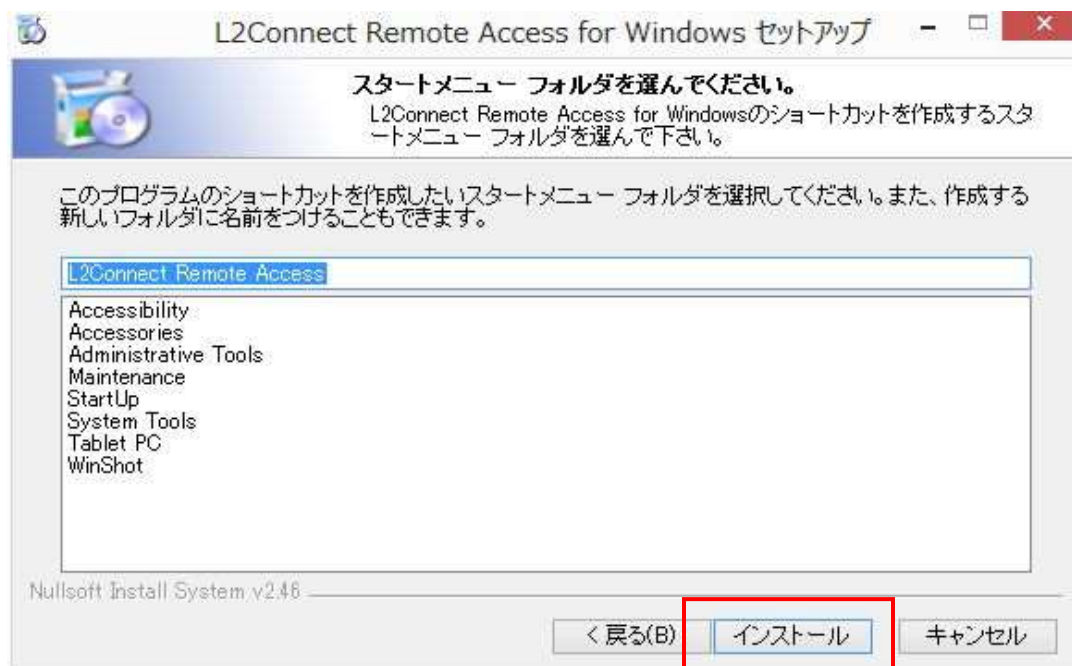 L2Connect Remote Access for Windows セットアップ
スタートメニュー フォルダを選んでください。
L2Connect Remote Access for Windowsのショートカットを作成するスタ
ートメニュー フォルダを選んで下さい。
このプログラムのショートカットを作成したいスタートメニュー フォルダを選択してください。また、作成する
新しいフォルダに名前をつけることもできます。
L2Connect Remote Access
Accessibility
Accessories
Administrative Tools
Maintenance
StartUp
System Tools
Tablet PC
WinShot
Nullsoft Install System v2.46
< 戻る(B) インストール キャンセル